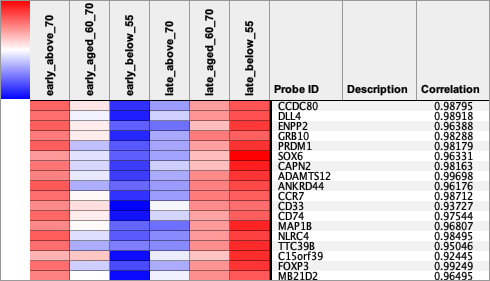 early_above_70
early_aged_60_70
early_below_55
late_above_70
late_aged_60_70
late_below_55
Probe ID Description Correlation
CCDC80 0.98795
DLL4 0.98918
ENPP2 0.96388
GRB10 0.98288
PRDM1 0.98179
SOX6 0.96331
CAPN2 0.98163
ADAMTS12 0.99698
ANKRD44 0.96176
CCR7 0.98712
CD33 0.93727
CD74 0.97544
MAP1B 0.96807
NLRC4 0.98495
TTC39B 0.95046
C15orf39 0.92445
FOXP3 0.99249
MB21D2 0.96495